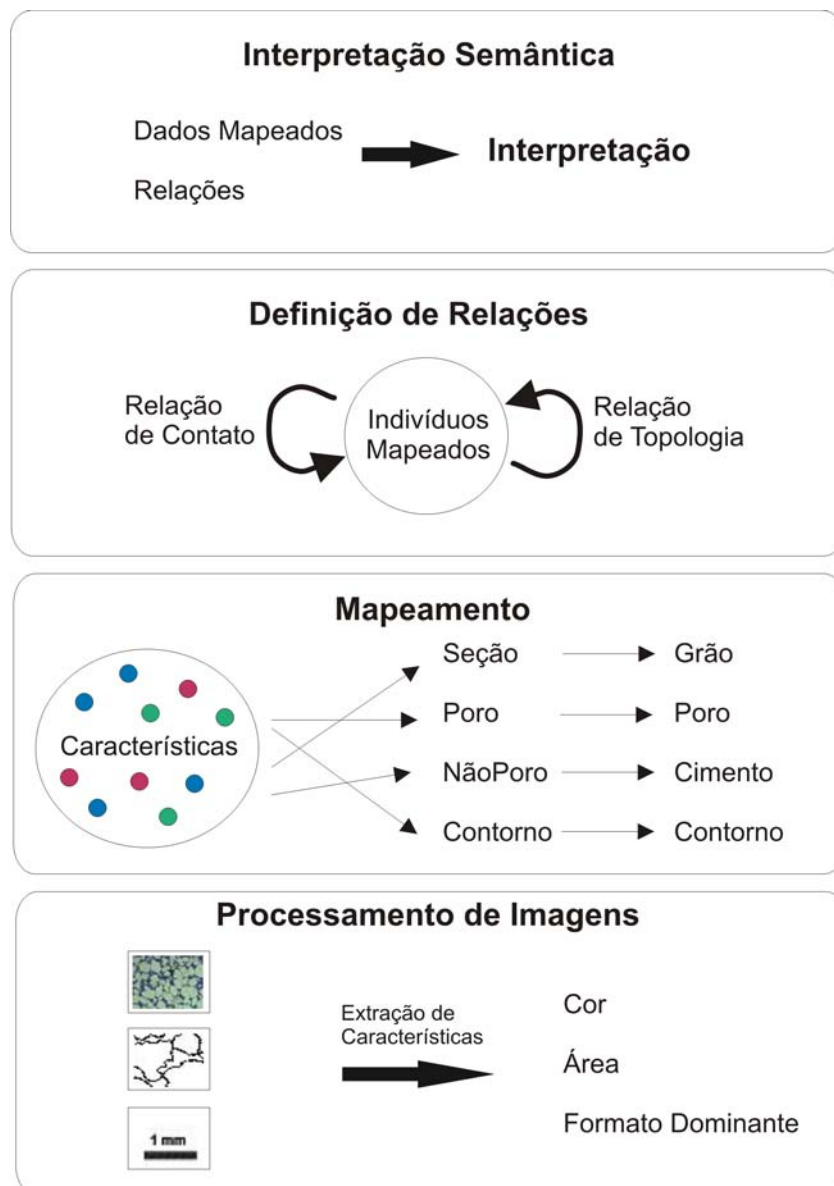 Interpretação Semântica
Dados Mapeados
Relações
Interpretação
Definição de Relações
Relação
de Contato
Indivíduos
Mapeados
Relação
de Topologia
Mapeamento
Características
Seção
Grão
Poro
Poro
NãoPoro
Cimento
Contorno
Contorno
Processamento de Imagens
1 mm
Extração de
Características
Cor
Área
Formato Dominante